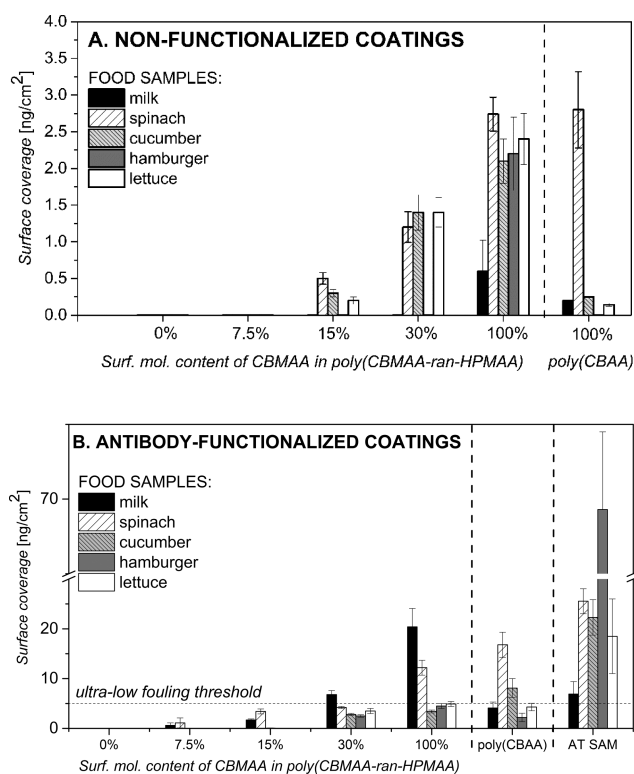 A. NON-FUNCTIONALIZED COATINGS
FOOD SAMPLES:
milk
spinach
cucumber
hamburger
lettuce
Surface coverage [ng/cm2]
4.0
3.5
3.0
2.5
2.0
1.5
1.0
0.5
0.0
0% 7.5% 15% 30% 100% 100%
Surf. mol. content of CBMAA in poly(CBMAA-ran-HPMAA) poly(CBAA)
B. ANTIBODY-FUNCTIONALIZED COATINGS
FOOD SAMPLES:
milk
spinach
cucumber
hamburger
lettuce
Surface coverage [ng/cm2]
70
20
10
0
ultra-low fouling threshold
0% 7.5% 15% 30% 100% poly(CBAA) AT SAM
Surf. mol. content of CBMAA in poly(CBMAA-ran-HPMAA)